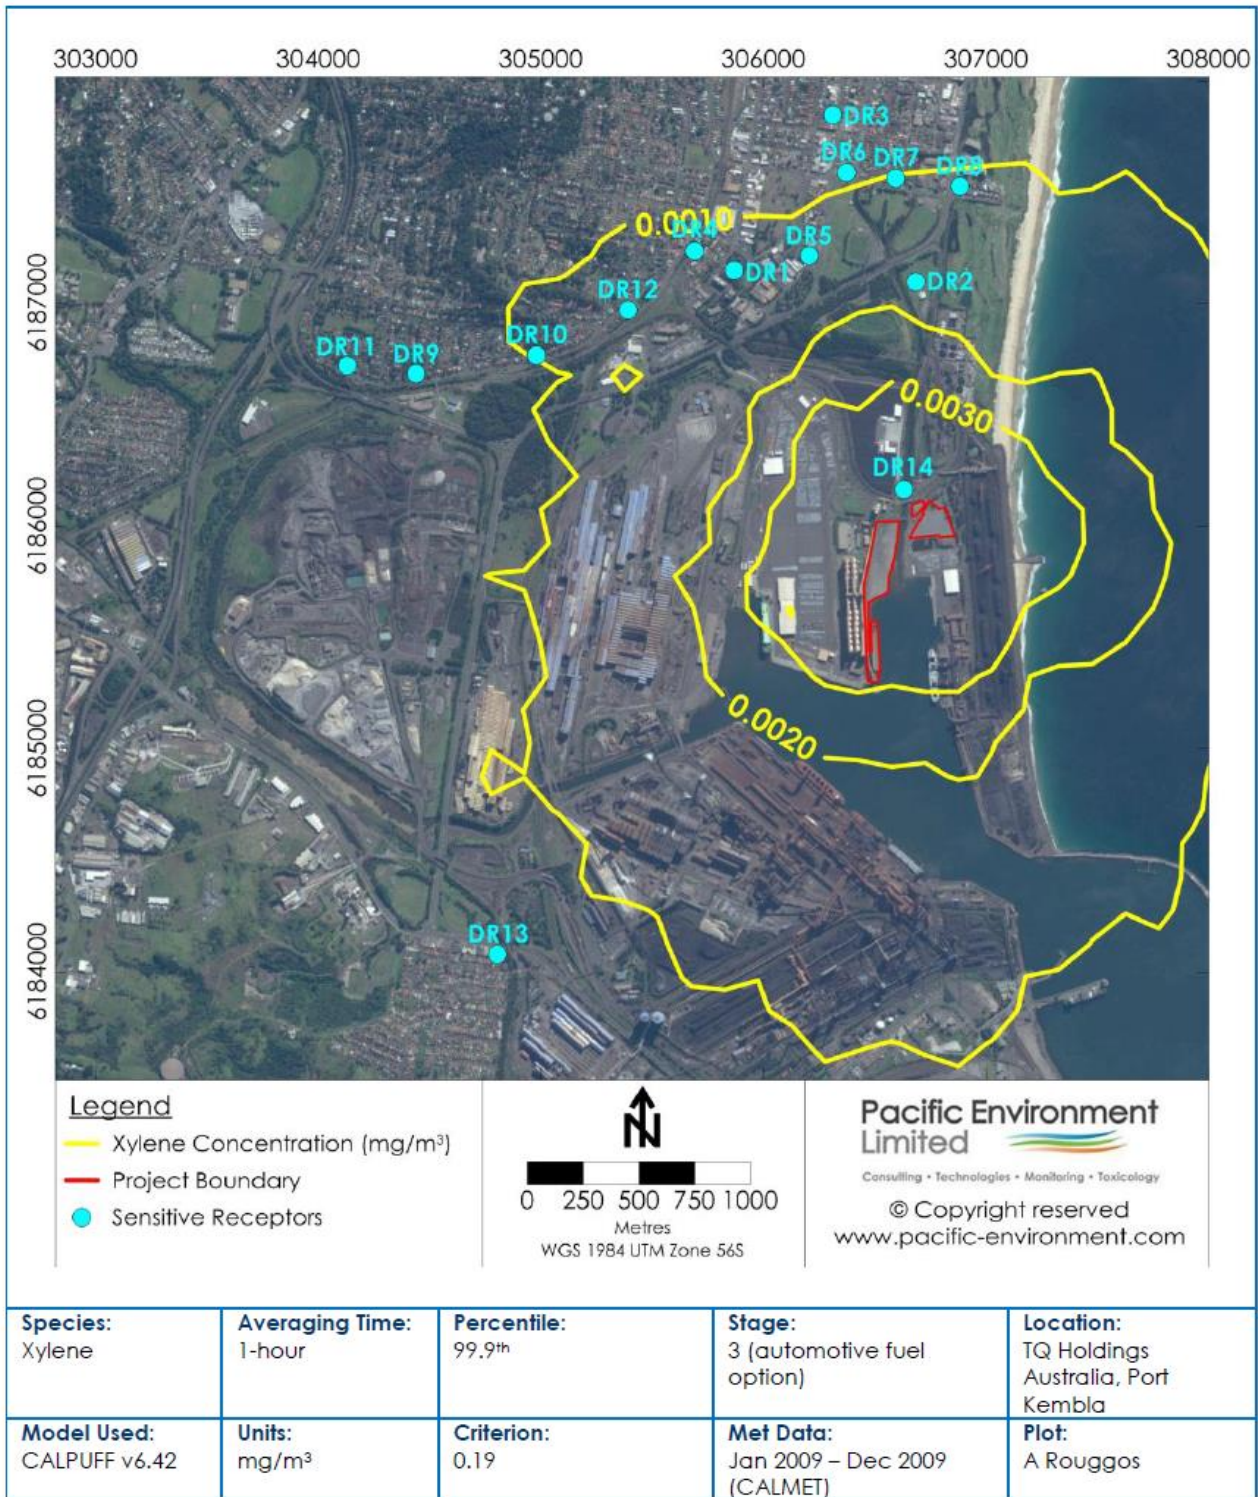 303000 304000 305000 306000 307000 308000
6187000
6186000
6185000
6184000
DR3
DR6
DR7
DR8
0.0010
DR4
DR5
DR1
DR2
DR12
DR10
DR11
DR9
0.0030
DR14
0.0020
DR13
Legend
Xylene Concentration (mg/m³)
Project Boundary
Sensitive Receptors
N
0 250 500 750 1000
Metres
WGS 1984 UTM Zone 56S
Pacific Environment
Limited
Consulting • Technologies • Monitoring • Toxicology
© Copyright reserved
www.pacific-environment.com
Species:
Xylene
Averaging Time:
1-hour
Percentile:
99.9th
Stage:
3 (automotive fuel
option)
Location:
TQ Holdings
Australia, Port
Kembla
Model Used:
CALPUFF v6.42
Units:
mg/m³
Criterion:
0.19
Met Data:
Jan 2009 – Dec 2009
(CALMET)
Plot:
A Rouggos